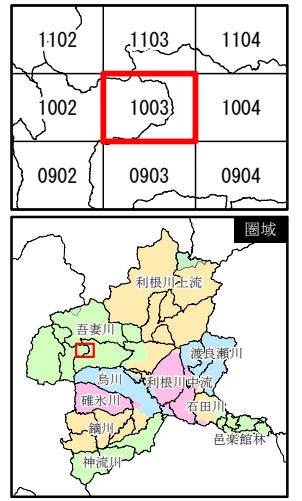 1102 1103 1104
1002 1003 1004
0902 0903 0904
圏域
利根川上流
吾妻川
渡良瀬川
烏川
利根川中流
碓氷川
石田川
鏑川
邑楽館林
神流川